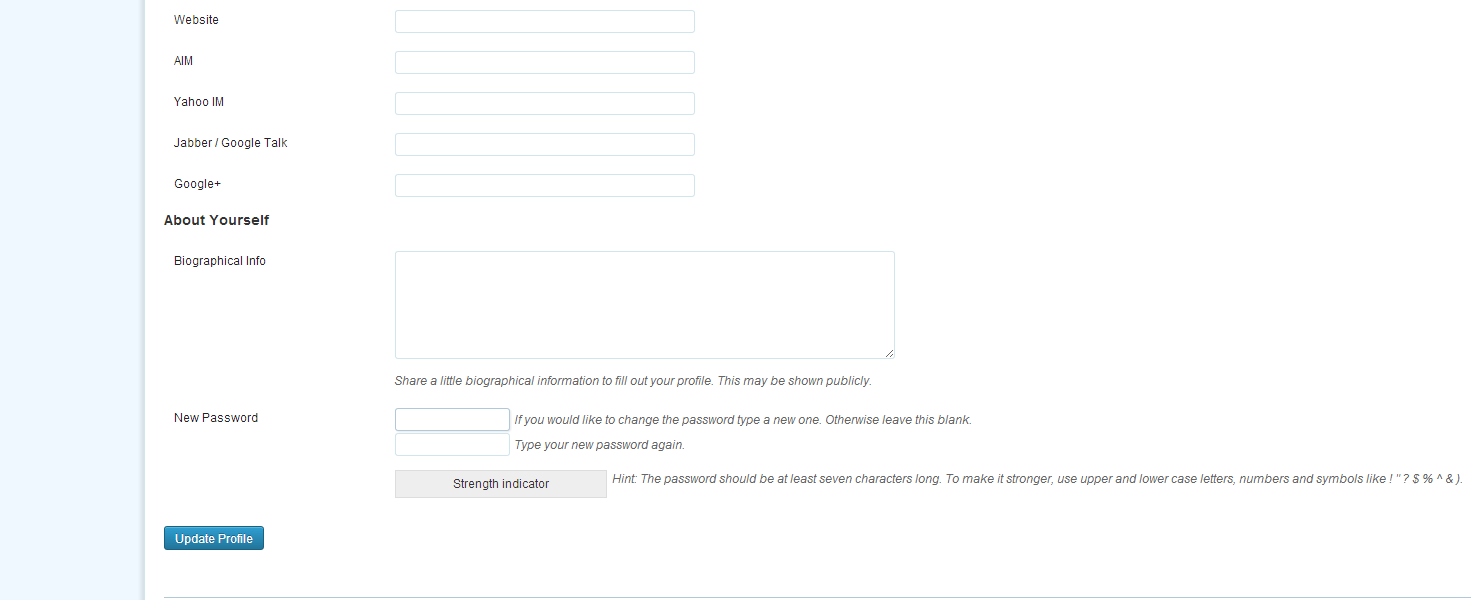 Website
AIM
Yahoo IM
Jabber / Google Talk
Google+
About Yourself
Biographical Info
Share a little biographical information to fill out your profile. This may be shown publicly.
New Password
If you would like to change the password type a new one. Otherwise leave this blank.
Type your new password again.
Strength indicator
Hint: The password should be at least seven characters long. To make it stronger, use upper and lower case letters, numbers and symbols like ! " ? $ % ^ & ).
Update Profile